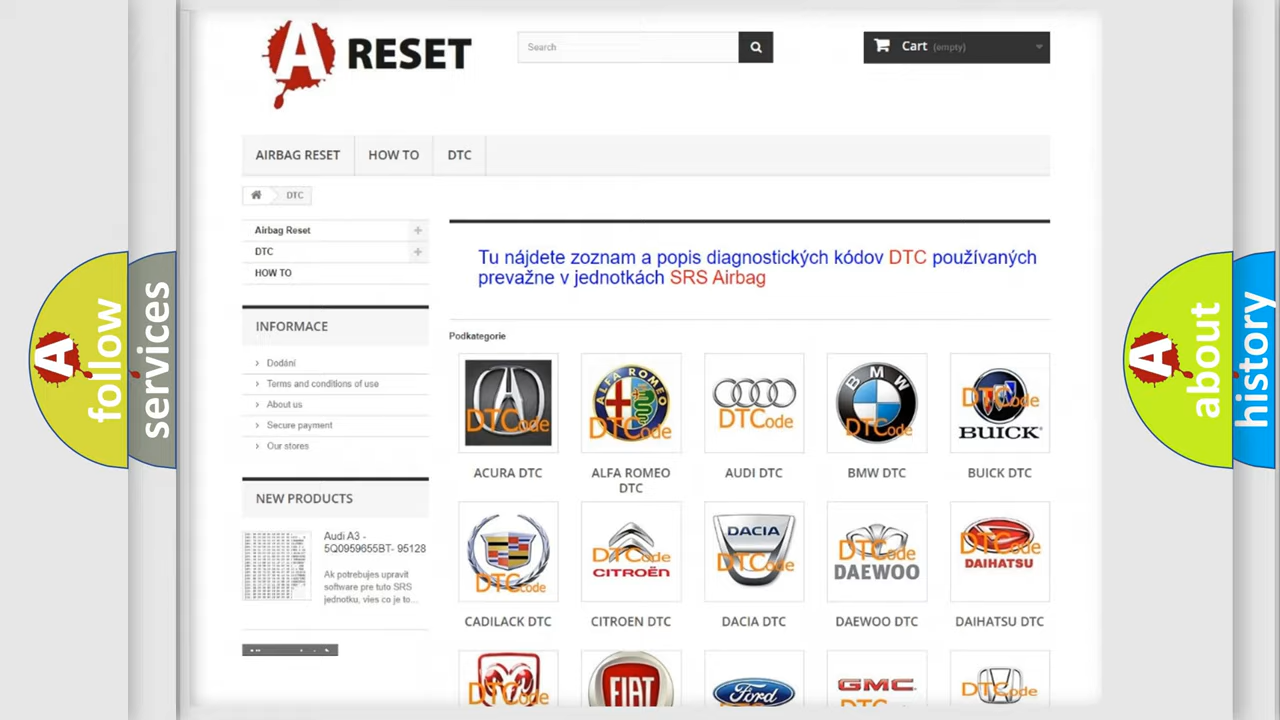 A RESET
Search
Cart (empty)
AIRBAG RESET
HOW TO
DTC
DTC
Airbag Reset
DTC
HOW TO
INFORMACE
Dodání
Terms and conditions of use
About us
Secure payment
Our stores
NEW PRODUCTS
Audi A3 -
5Q0959655BT- 95128
Ak potrebujes upravit
software pre tuto SRS
jednotku, vies co je to...
Tu nájdete zoznam a popis diagnostických kódov DTC používaných
prevažne v jednotkách SRS Airbag
Podkategorie
DTCode
ALFA ROMEO
DTCode
DTCode
BMW
DTCode
DTCode
BUICK
ACURA DTC
ALFA ROMEO
DTC
AUDI DTC
BMW DTC
BUICK DTC
DTCode
DTCode
CITROËN
DACIA
DTCode
DTCode
DAEWOO
DTCode
DAIHATSU
CADILACK DTC
CITROEN DTC
DACIA DTC
DAEWOO DTC
DAIHATSU DTC
DTCode
FIAT
Ford
GMC
DTCode
A follow
services
A about
history